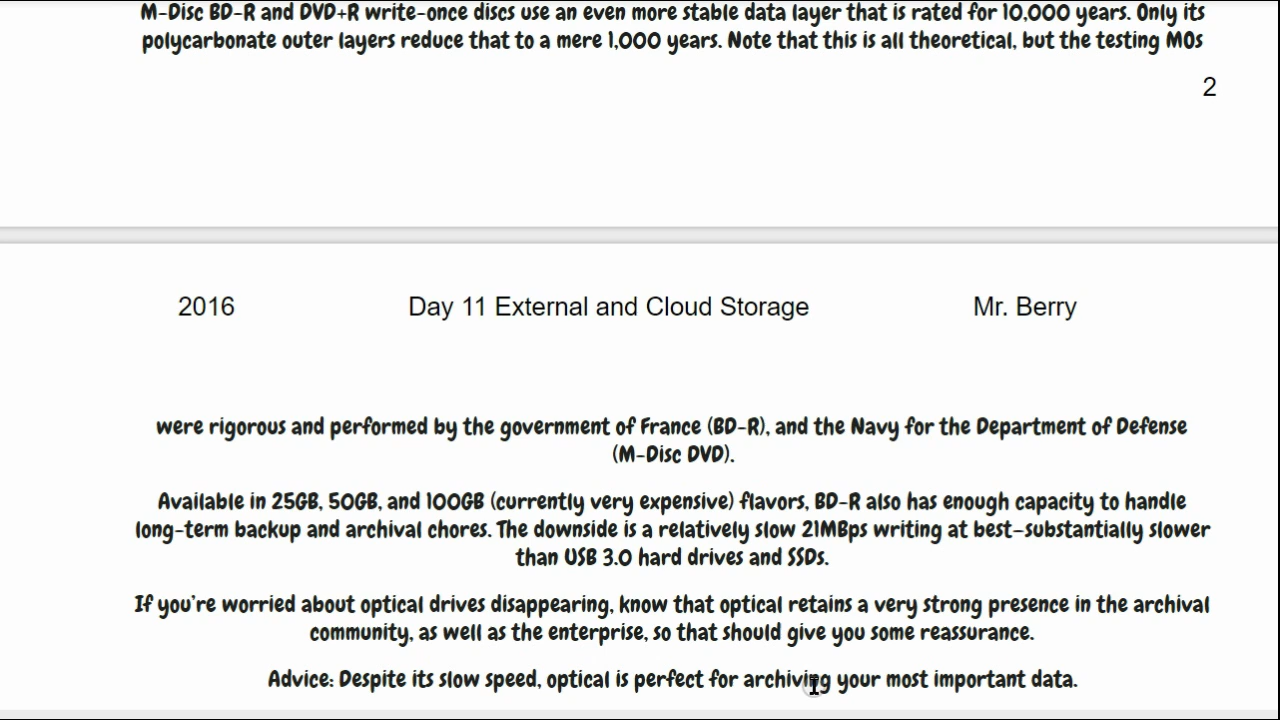 M-Disc BD-R and DVD+R write-once discs use an even more stable data layer that is rated for 10,000 years. Only its
polycarbonate outer layers reduce that to a mere 1,000 years. Note that this is all theoretical, but the testing MOs
2
2016 Day 11 External and Cloud Storage Mr. Berry
were rigorous and performed by the government of France (BD-R), and the Navy for the Department of Defense
(M-Disc DVD).
Available in 25GB, 50GB, and 100GB (currently very expensive) flavors, BD-R also has enough capacity to handle
long-term backup and archival chores. The downside is a relatively slow 21MBps writing at best—substantially slower
than USB 3.0 hard drives and SSDs.
If you're worried about optical drives disappearing, know that optical retains a very strong presence in the archival
community, as well as the enterprise, so that should give you some reassurance.
Advice: Despite its slow speed, optical is perfect for archiving your most important data.